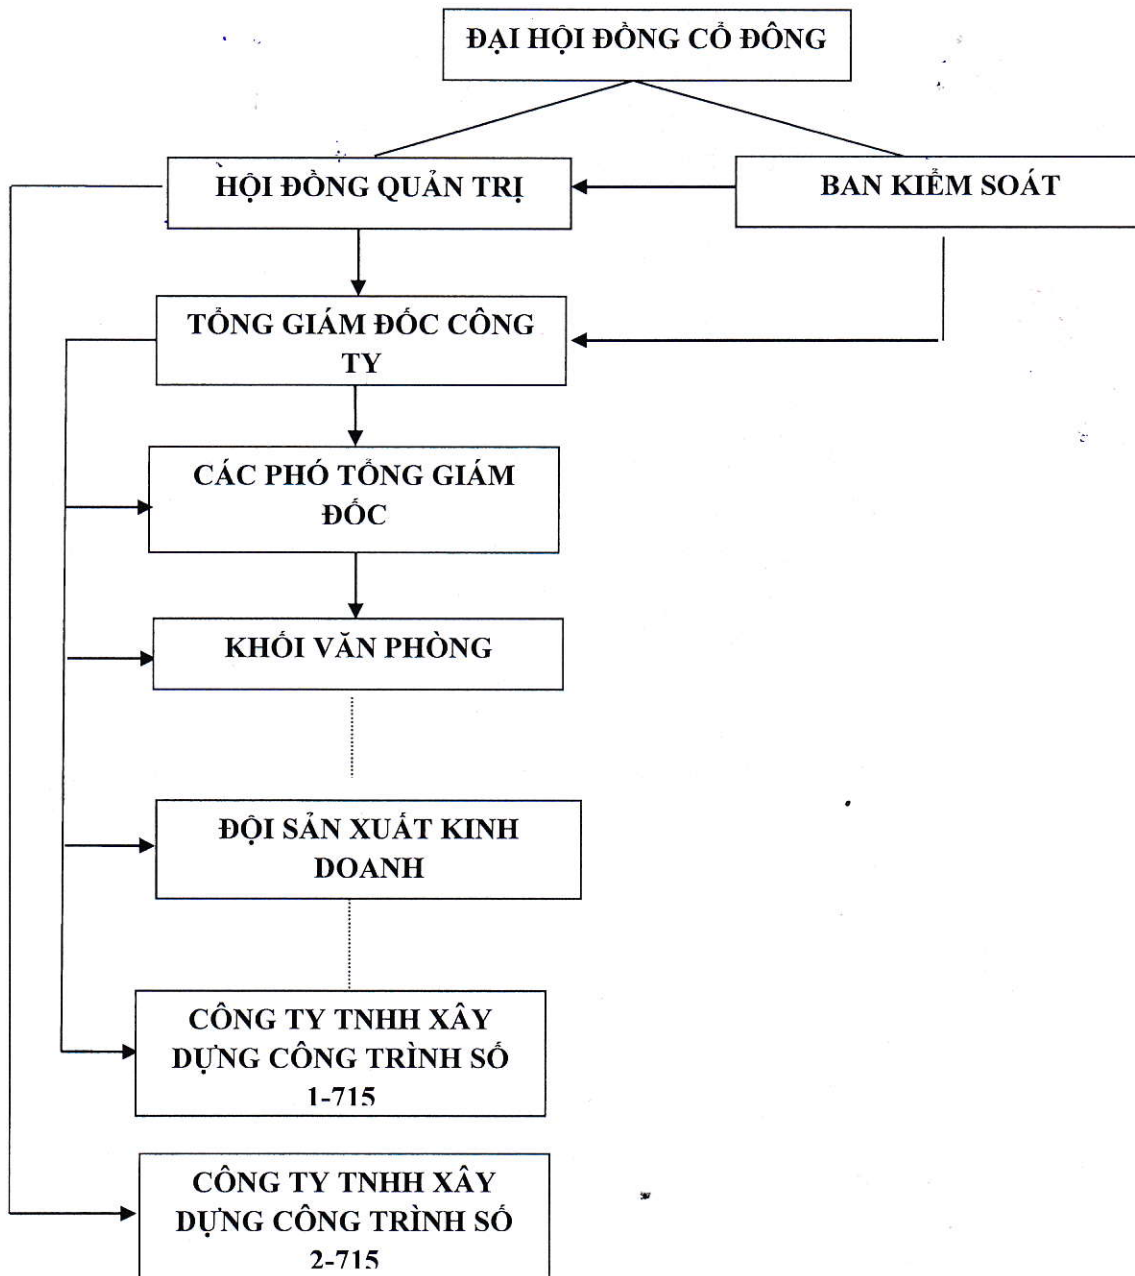 ĐẠI HỘI ĐỒNG CỔ ĐÔNG
HỘI ĐỒNG QUẢN TRỊ
BAN KIỂM SOÁT
TỔNG GIÁM ĐỐC CÔNG
TY
CÁC PHÓ TỔNG GIÁM
ĐỐC
KHỐI VĂN PHÒNG
ĐỘI SẢN XUẤT KINH
DOANH
CÔNG TY TNHH XÂY
DỰNG CÔNG TRÌNH SỐ
1-715
CÔNG TY TNHH XÂY
DỰNG CÔNG TRÌNH SỐ
2-715